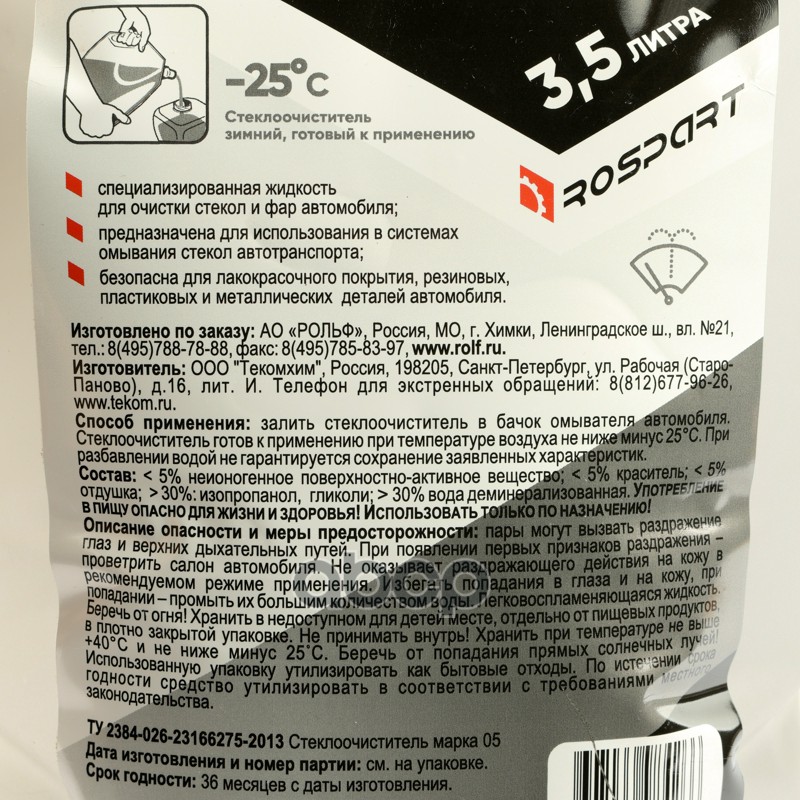 3,5 ЛИТРА
-25°C
Стеклоочиститель
зимний, готовый к применению
ROSPART
специализированная жидкость
для очистки стекол и фар автомобиля;
предназначена для использования в системах
омывания стекол автотранспорта;
безопасна для лакокрасочного покрытия, резиновых,
пластиковых и металлических деталей автомобиля.
Изготовлено по заказу: АО «РОЛЬФ», Россия, МО, г. Химки, Ленинградское ш., вл. №21,
тел.: 8(495)788-78-88, факс: 8(495)785-83-97, www.rolf.ru.
Изготовитель: ООО "Текомхим", Россия, 198205, Санкт-Петербург, ул. Рабочая (Старо-
Паново), д.16, лит. И. Телефон для экстренных обращений: 8(812)677-96-26,
www.tekom.ru.
Способ применения: залить стеклоочиститель в бачок омывателя автомобиля.
Стеклоочиститель готов к применению при температуре воздуха не ниже минус 25°С. При
разбавлении водой не гарантируется сохранение заявленных характеристик.
Состав: < 5% неионогенное поверхностно-активное вещество; < 5% краситель; < 5%
отдушка; > 30%: изопропанол, гликоли; > 30% вода деминерализованная. УПОТРЕБЛЕНИЕ
В ПИЩУ ОПАСНО ДЛЯ ЖИЗНИ И ЗДОРОВЬЯ! ИСПОЛЬЗОВАТЬ ТОЛЬКО ПО НАЗНАЧЕНИЮ!
Описание опасности и меры предосторожности: пары могут вызвать раздражение
глаз и верхних дыхательных путей. При появлении первых признаков раздражения –
проветрить салон автомобиля. Не оказывает раздражающего действия на кожу в
рекомендуемом режиме применения. Избегать попадания в глаза и на кожу, при
попадании – промыть их большим количеством воды. Легковоспламеняющаяся жидкость.
Беречь от огня! Хранить в недоступном для детей месте, отдельно от пищевых продуктов,
в плотно закрытой упаковке. Не принимать внутрь! Хранить при температуре не выше
+40°С и не ниже минус 25°С. Беречь от попадания прямых солнечных лучей!
Использованную упаковку утилизировать как бытовые отходы. По истечении срока
годности средство утилизировать в соответствии с требованиями местного
законодательства.
ТУ 2384-026-23166275-2013 Стеклоочиститель марка 05
Дата изготовления и номер партии: см. на упаковке.
Срок годности: 36 месяцев с даты изготовления.